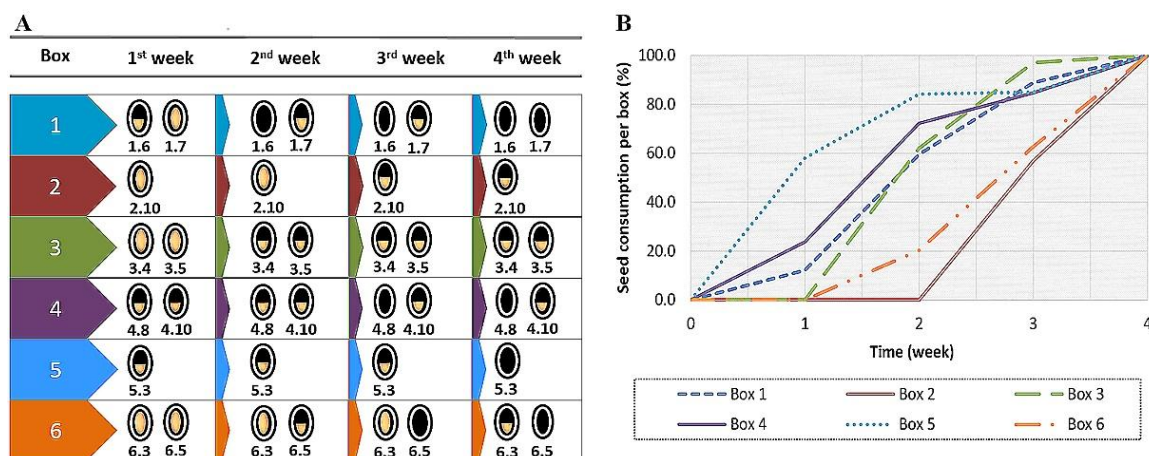 A
Box 1st week 2nd week 3rd week 4th week
1
1.6 1.7 1.6 1.7 1.6 1.7 1.6 1.7
2
2.10 2.10 2.10 2.10
3
3.4 3.5 3.4 3.5 3.4 3.5 3.4 3.5
4
4.8 4.10 4.8 4.10 4.8 4.10 4.8 4.10
5
5.3 5.3 5.3 5.3
6
6.3 6.5 6.3 6.5 6.3 6.5 6.3 6.5
B
Seed consumption per box (%)
100.0
80.0
60.0
40.0
20.0
0.0
0 1 2 3 4
Time (week)
Box 1 Box 2 Box 3
Box 4 Box 5 Box 6